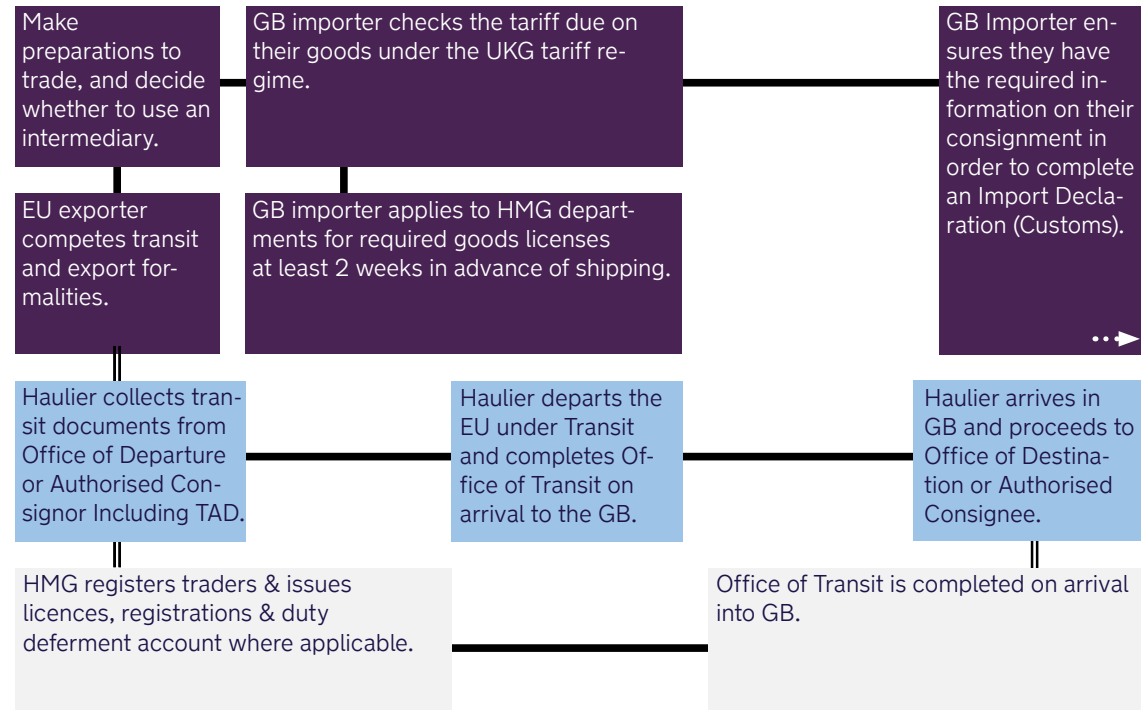 Make
preparations to
trade, and decide
whether to use an
intermediary.
GB importer checks the tariff due on
their goods under the UKG tariff re-
gime.
GB Importer en-
sures they have
the required in-
formation on their
consignment in
order to complete
an Import Decla-
ration (Customs).
EU exporter
competes transit
and export for-
malities.
GB importer applies to HMG depart-
ments for required goods licenses
at least 2 weeks in advance of shipping.
Haulier collects tran-
sit documents from
Office of Departure
or Authorised Con-
signor Including TAD.
Haulier departs the
EU under Transit
and completes Of-
fice of Transit on
arrival to the GB.
Haulier arrives in
GB and proceeds to
Office of Destina-
tion or Authorised
Consignee.
HMG registers traders & issues
licences, registrations & duty
deferment account where applicable.
Office of Transit is completed on arrival
into GB.